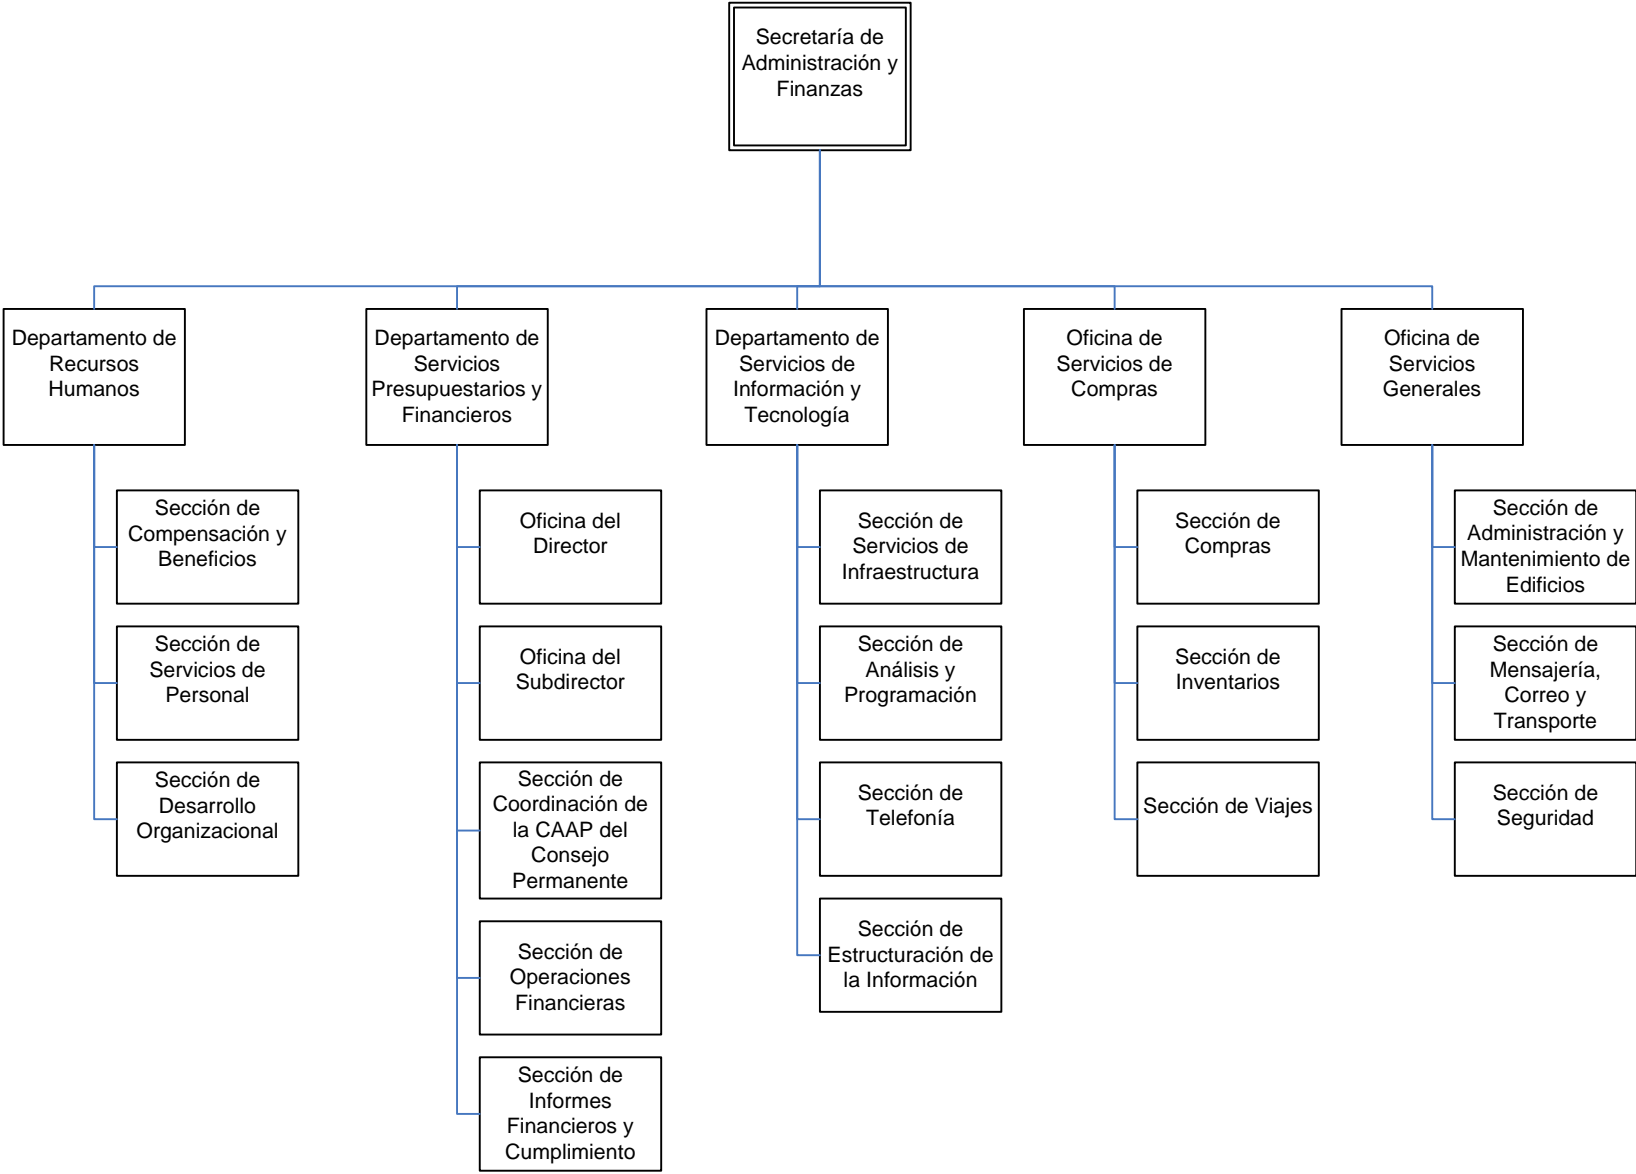 Secretaría de
Administración y
Finanzas
Departamento de
Recursos
Humanos
Departamento de
Servicios
Presupuestarios y
Financieros
Departamento de
Servicios de
Información y
Tecnología
Oficina de
Servicios de
Compras
Oficina de
Servicios
Generales
Sección de
Compensación y
Beneficios
Sección de
Servicios de
Personal
Sección de
Desarrollo
Organizacional
Oficina del
Director
Oficina del
Subdirector
Sección de
Coordinación de
la CAAP del
Consejo
Permanente
Sección de
Operaciones
Financieras
Sección de
Informes
Financieros y
Cumplimiento
Sección de
Servicios de
Infraestructura
Sección de
Análisis y
Programación
Sección de
Telefonía
Sección de
Estructuración de
la Información
Sección de
Compras
Sección de
Inventarios
Sección de Viajes
Sección de
Administración y
Mantenimiento de
Edificios
Sección de
Mensajería,
Correo y
Transporte
Sección de
Seguridad